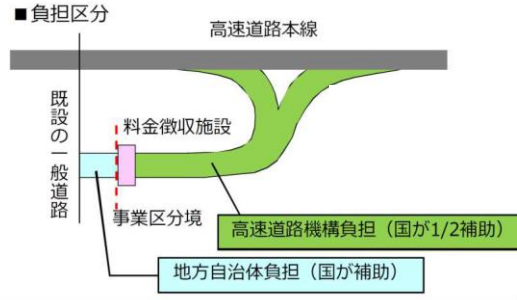 ■負担区分
高速道路本線
既設の一般道路
料金徴収施設
事業区分境
高速道路機構負担（国が1/2補助）
地方自治体負担（国が補助）